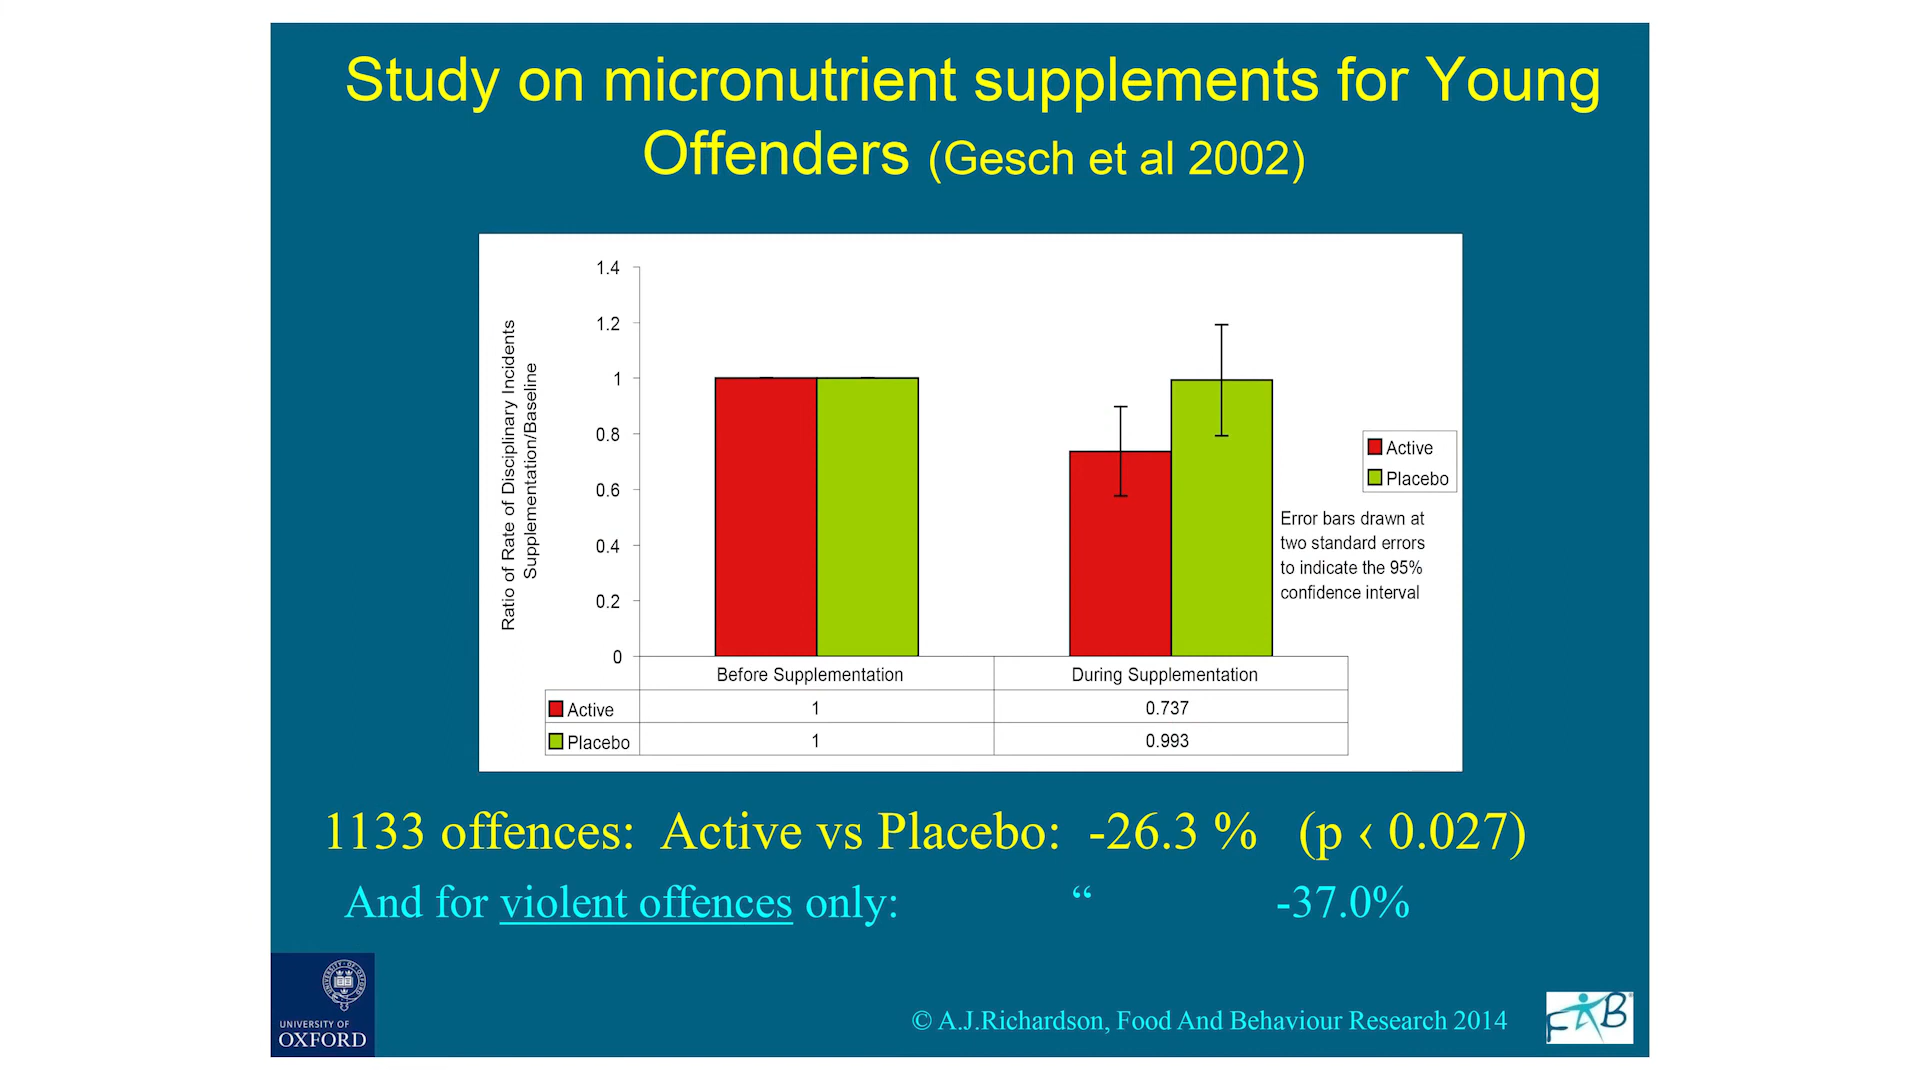 Study on micronutrient supplements for Young
Offenders (Gesch et al 2002)
Ratio of Rate of Disciplinary Incidents
Supplementation/Baseline
1.4
1.2
1
0.8
0.6
0.4
0.2
0
Active
Placebo
Error bars drawn at
two standard errors
to indicate the 95%
confidence interval
Before Supplementation During Supplementation
Active 1 0.737
Placebo 1 0.993
1133 offences: Active vs Placebo: -26.3 % (p ‹ 0.027)
And for violent offences only: “ -37.0%
UNIVERSITY OF
OXFORD
© A.J.Richardson, Food And Behaviour Research 2014
FAB